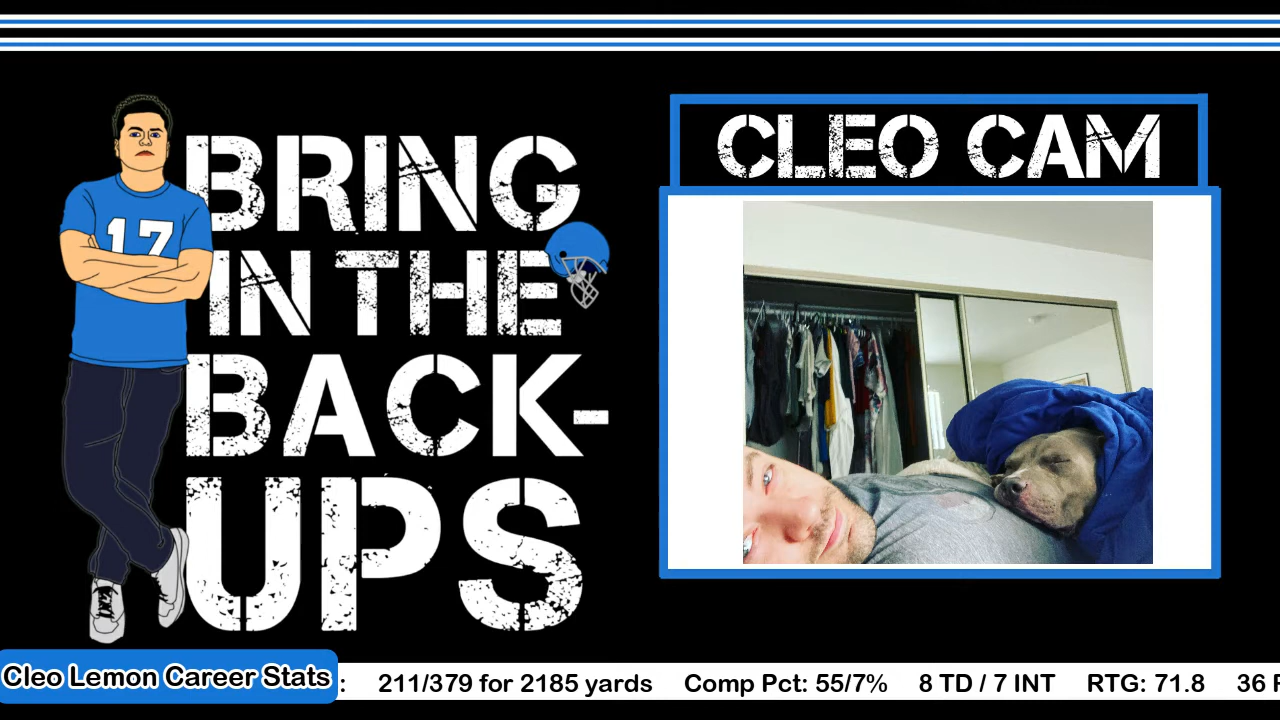 CLEO CAM
17
BRING
IN THE
BACK-
UPS
Cleo Lemon Career Stats : 211/379 for 2185 yards Comp Pct: 55/7% 8 TD / 7 INT RTG: 71.8 36